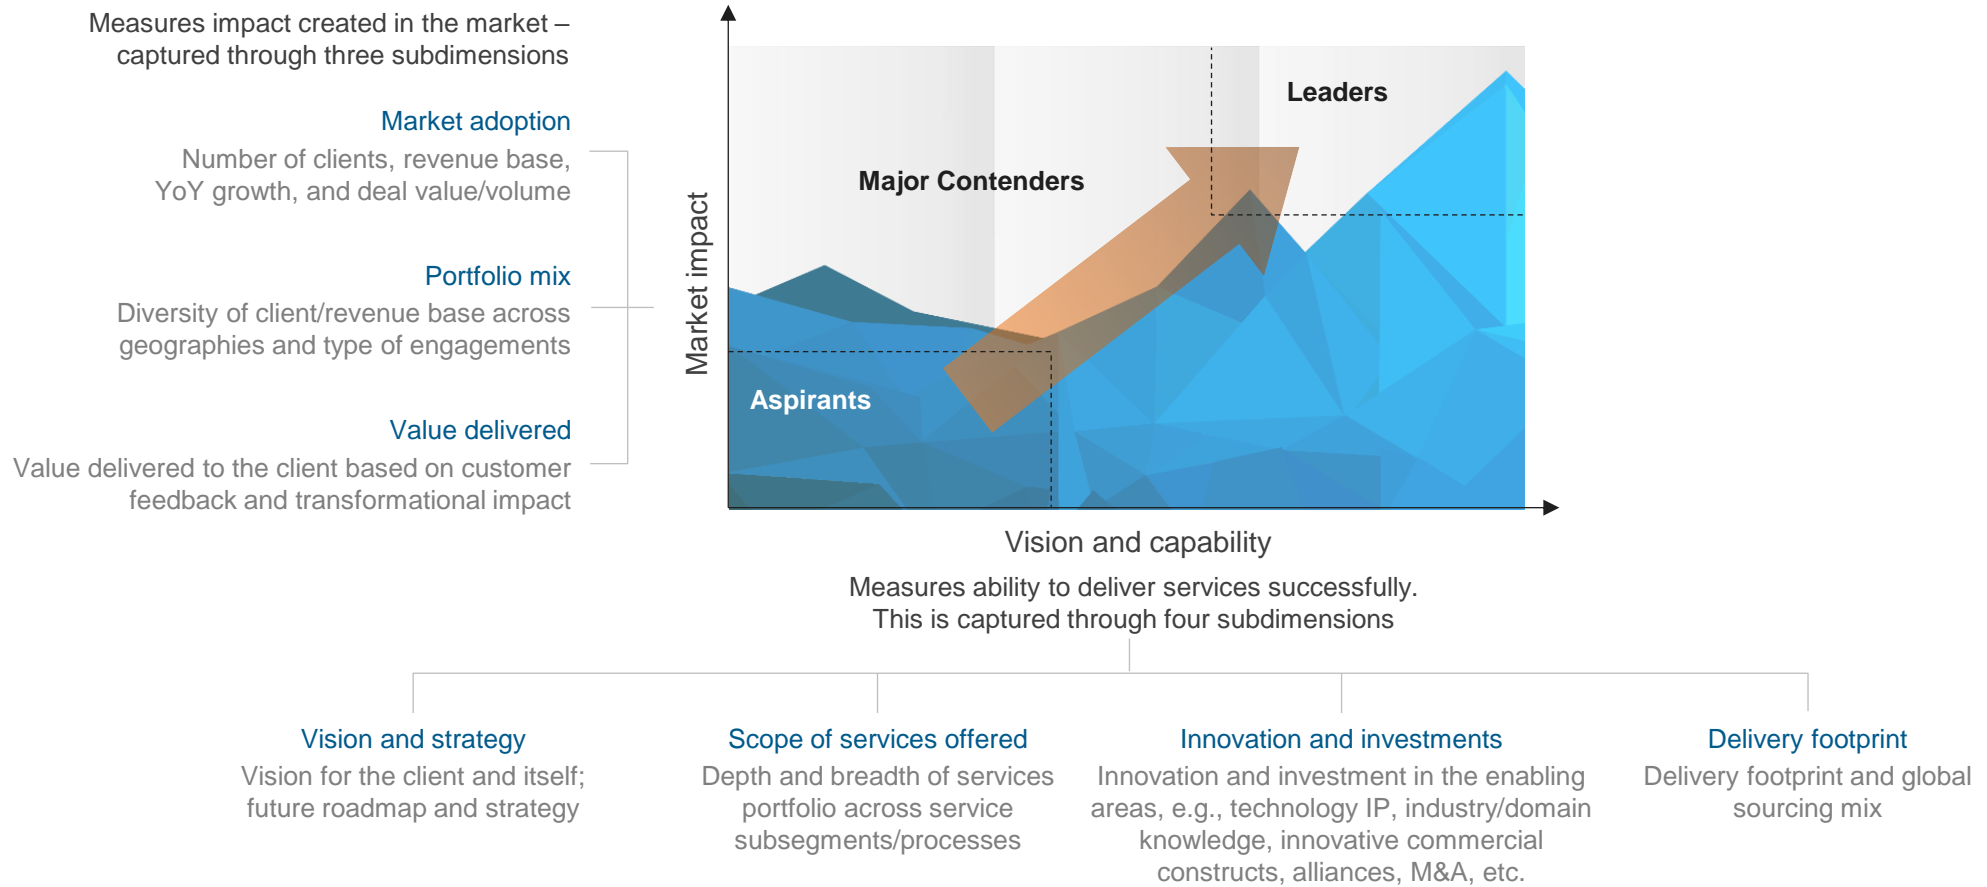 Measures impact created in the market –
captured through three subdimensions
Market adoption
Number of clients, revenue base,
YoY growth, and deal value/volume
Portfolio mix
Diversity of client/revenue base across
geographies and type of engagements
Value delivered
Value delivered to the client based on customer
feedback and transformational impact
Market impact
Leaders
Major Contenders
Aspirants
Vision and capability
Measures ability to deliver services successfully.
This is captured through four subdimensions
Vision and strategy
Vision for the client and itself;
future roadmap and strategy
Scope of services offered
Depth and breadth of services
portfolio across service
subsegments/processes
Innovation and investments
Innovation and investment in the enabling
areas, e.g., technology IP, industry/domain
knowledge, innovative commercial
constructs, alliances, M&A, etc.
Delivery footprint
Delivery footprint and global
sourcing mix